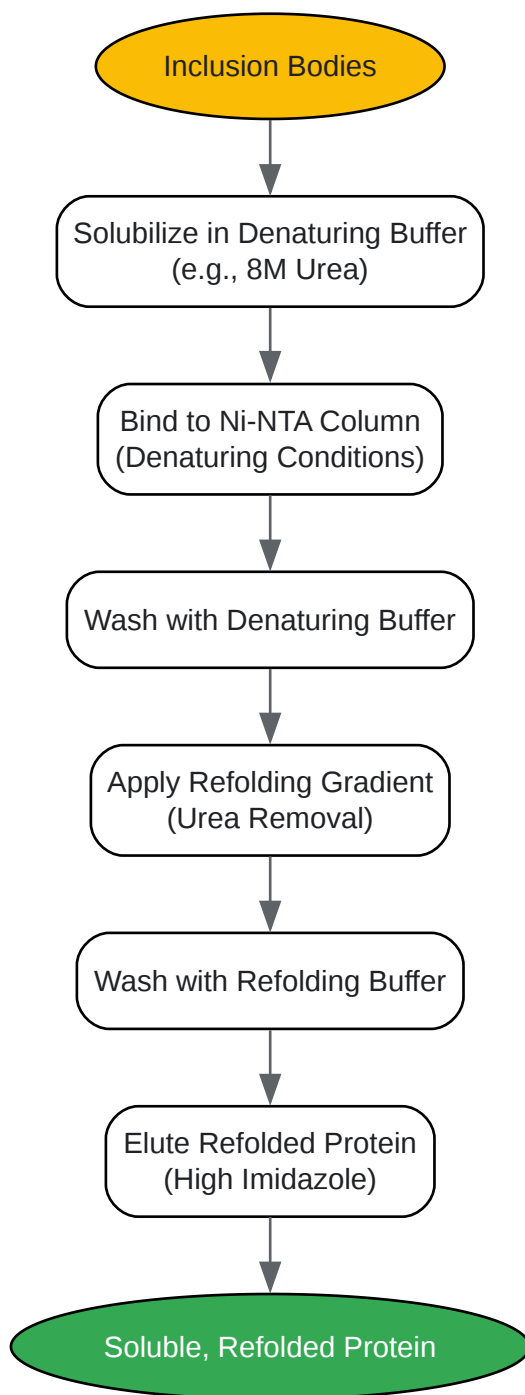 Inclusion Bodies
Solubilize in Denaturing Buffer
(e.g., 8M Urea)
Bind to Ni-NTA Column
(Denaturing Conditions)
Wash with Denaturing Buffer
Apply Refolding Gradient
(Urea Removal)
Wash with Refolding Buffer
Elute Refolded Protein
(High Imidazole)
Soluble, Refolded Protein